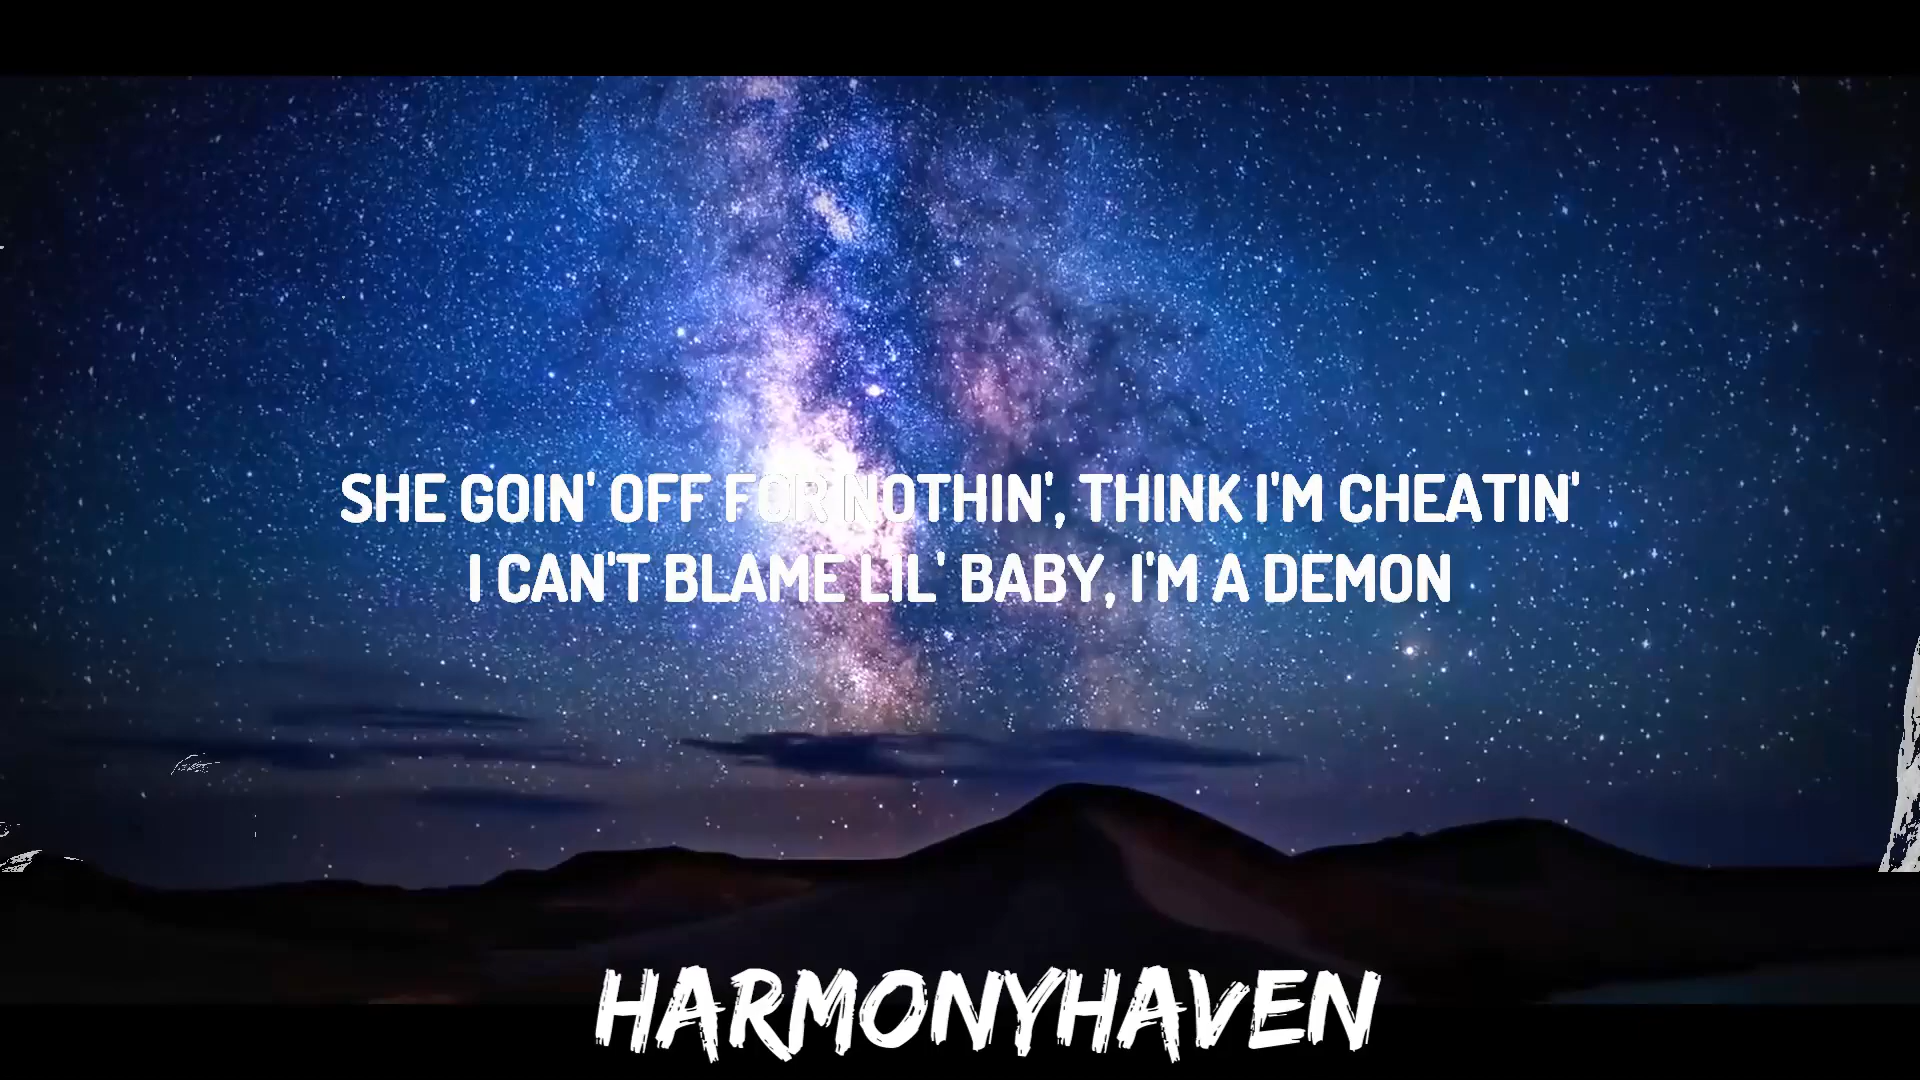 SHE GOIN' OFF FOR NOTHIN', THINK I'M CHEATIN'
I CAN'T BLAME LIL' BABY, I'M A DEMON
HARMONYHAVEN